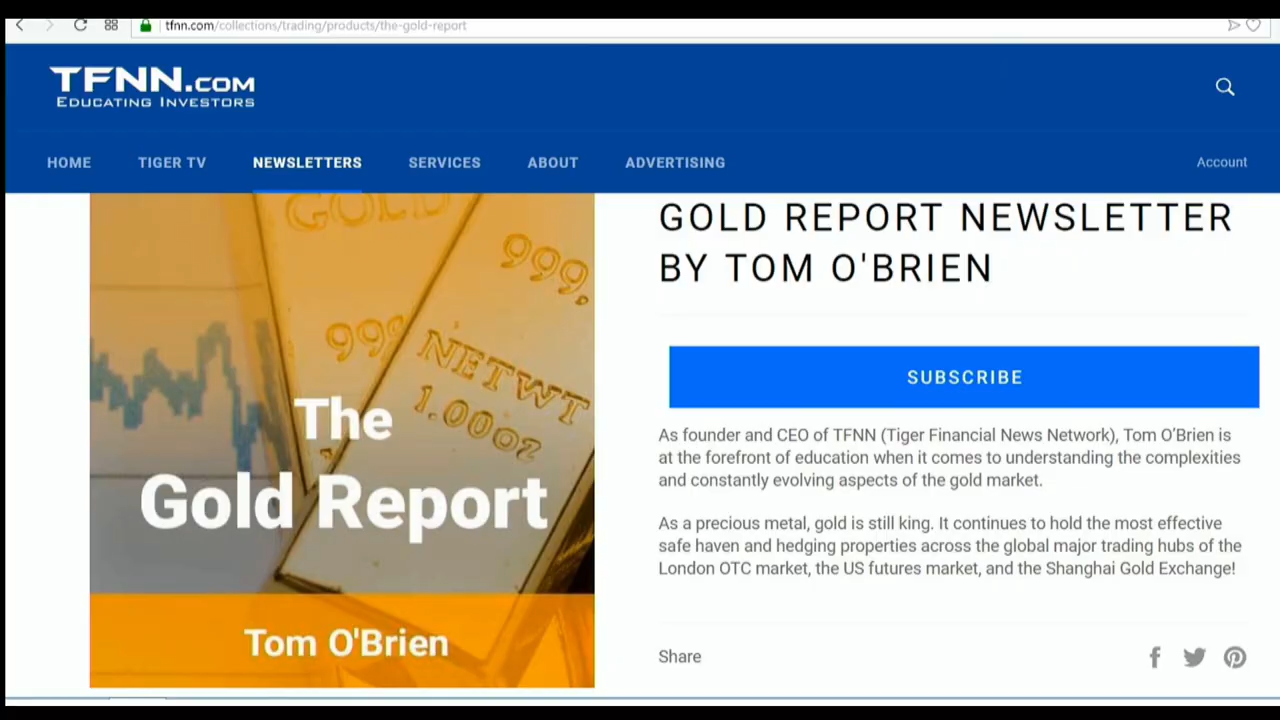 tfnn.com/collections/trading/products/the-gold-report
TFNN.COM
EDUCATING INVESTORS
HOME TIGER TV NEWSLETTERS SERVICES ABOUT ADVERTISING Account
GOLD
999.
999
NETWT
1.00OZ
The
Gold Report
Tom O'Brien
GOLD REPORT NEWSLETTER
BY TOM O'BRIEN
SUBSCRIBE
As founder and CEO of TFNN (Tiger Financial News Network), Tom O’Brien is
at the forefront of education when it comes to understanding the complexities
and constantly evolving aspects of the gold market.
As a precious metal, gold is still king. It continues to hold the most effective
safe haven and hedging properties across the global major trading hubs of the
London OTC market, the US futures market, and the Shanghai Gold Exchange!
Share